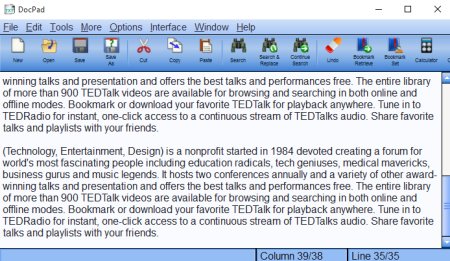 DocPad
File Edit Tools More Options Interface Window Help
New Open Save Save As Cut Copy Paste Search Search & Replace Continue Search Undo Bookmark Retrieve Bookmark Set Calculator
winning talks and presentation and offers the best talks and performances free. The entire library
of more than 900 TEDTalk videos are available for browsing and searching in both online and
offline modes. Bookmark or download your favorite TEDTalk for playback anywhere. Tune in to
TEDRadio for instant, one-click access to a continuous stream of TEDTalks audio. Share favorite
talks and playlists with your friends.
(Technology, Entertainment, Design) is a nonprofit started in 1984 devoted creating a forum for
world's most fascinating people including education radicals, tech geniuses, medical mavericks,
business gurus and music legends. It hosts two conferences annually and a variety of other award-
winning talks and presentation and offers the best talks and performances free. The entire library
of more than 900 TEDTalk videos are available for browsing and searching in both online and
offline modes. Bookmark or download your favorite TEDTalk for playback anywhere. Tune in to
TEDRadio for instant, one-click access to a continuous stream of TEDTalks audio. Share favorite
talks and playlists with your friends.
Column 39/38 Line 35/35